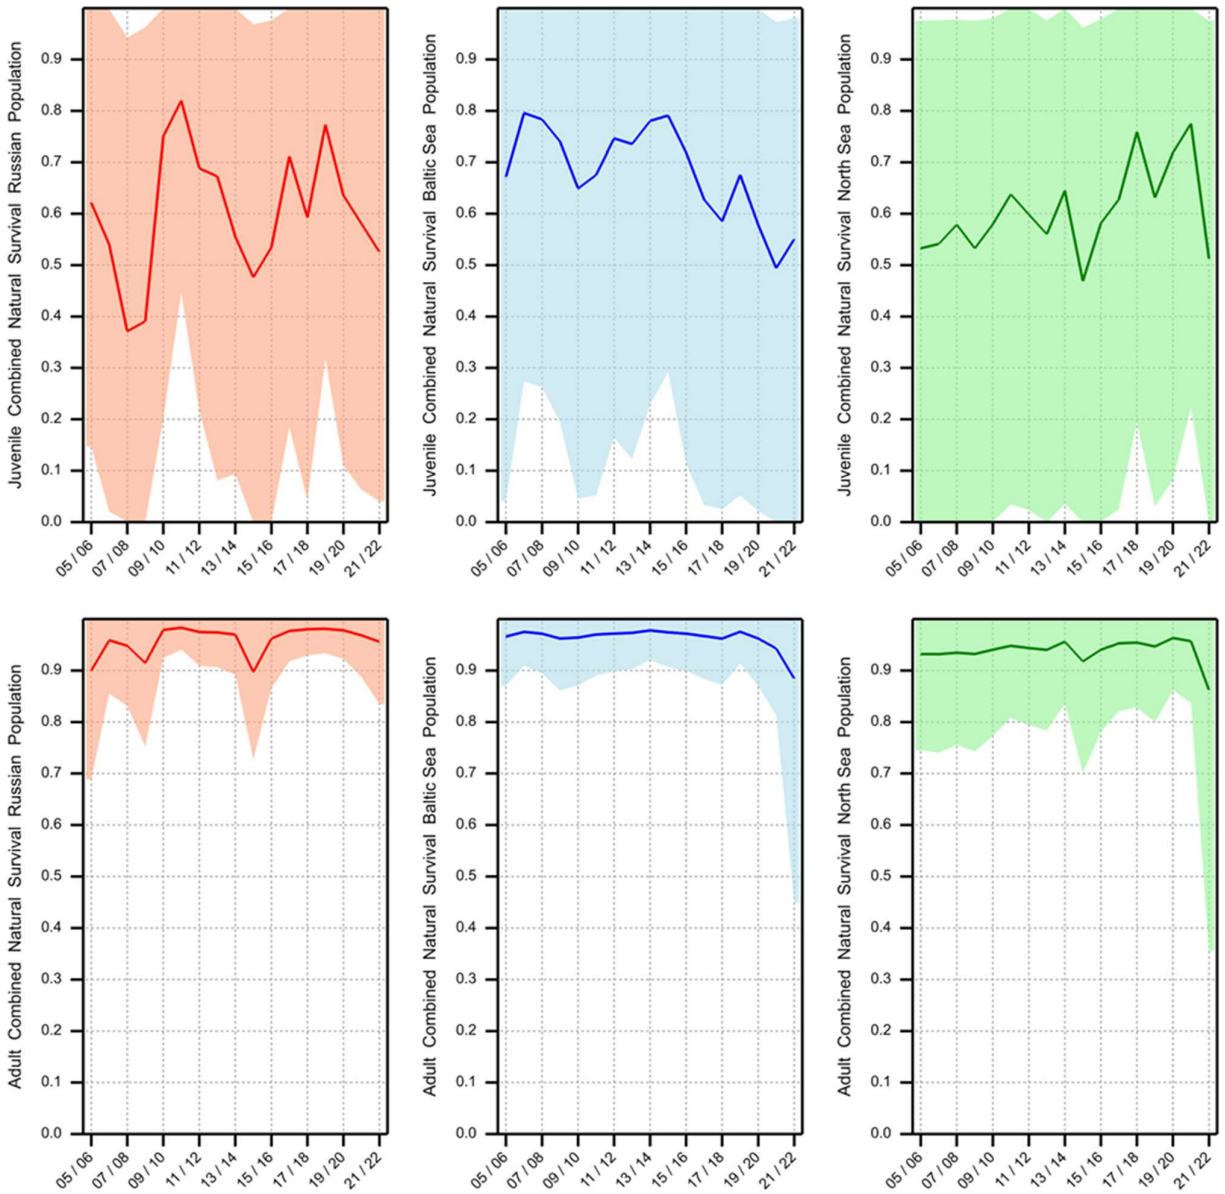 Juvenile Combined Natural Survival Russian Population
0.9
0.8
0.7
0.6
0.5
0.4
0.3
0.2
0.1
0.0
05 / 06
07 / 08
09 / 10
11 / 12
13 / 14
15 / 16
17 / 18
19 / 20
21 / 22
Juvenile Combined Natural Survival Baltic Sea Population
0.9
0.8
0.7
0.6
0.5
0.4
0.3
0.2
0.1
0.0
05 / 06
07 / 08
09 / 10
11 / 12
13 / 14
15 / 16
17 / 18
19 / 20
21 / 22
Juvenile Combined Natural Survival North Sea Population
0.9
0.8
0.7
0.6
0.5
0.4
0.3
0.2
0.1
0.0
05 / 06
07 / 08
09 / 10
11 / 12
13 / 14
15 / 16
17 / 18
19 / 20
21 / 22
Adult Combined Natural Survival Russian Population
0.9
0.8
0.7
0.6
0.5
0.4
0.3
0.2
0.1
0.0
05 / 06
07 / 08
09 / 10
11 / 12
13 / 14
15 / 16
17 / 18
19 / 20
21 / 22
Adult Combined Natural Survival Baltic Sea Population
0.9
0.8
0.7
0.6
0.5
0.4
0.3
0.2
0.1
0.0
05 / 06
07 / 08
09 / 10
11 / 12
13 / 14
15 / 16
17 / 18
19 / 20
21 / 22
Adult Combined Natural Survival North Sea Population
0.9
0.8
0.7
0.6
0.5
0.4
0.3
0.2
0.1
0.0
05 / 06
07 / 08
09 / 10
11 / 12
13 / 14
15 / 16
17 / 18
19 / 20
21 / 22